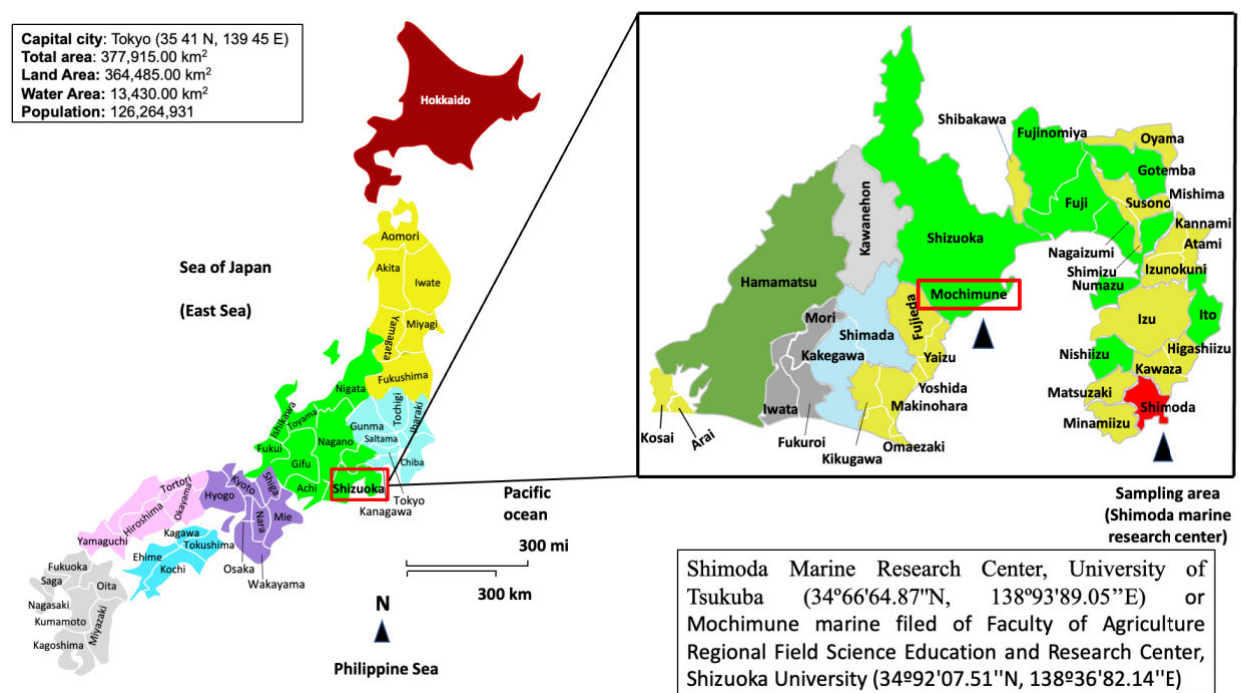 Capital city: Tokyo (35 41 N, 139 45 E)
Total area: 377,915.00 km²
Land Area: 364,485.00 km²
Water Area: 13,430.00 km²
Population: 126,264,931
Hokkaido
Sea of Japan
(East Sea)
Aomori
Akita
Iwate
Yamagata
Miyagi
Fukushima
Nigata
Ishikawa
Toyama
Tochigi
Ibaraki
Gunma
Saltama
Nagano
Fukui
Gifu
Chiba
Achi
Shizuoka
Tokyo
Kanagawa
Tortori
Okayama
Hiroshima
Yamaguchi
Hyogo
Kyoto
Shiga
Nara
Mie
Osaka
Wakayama
Kagawa
Tokushima
Ehime
Kochi
Fukuoka
Saga
Oita
Nagasaki
Kumamoto
Miyazaki
Kagoshima
Pacific
ocean
300 mi
300 km
N
Philippine Sea
Shibakawa
Fujinomiya
Oyama
Gotemba
Mishima
Susono
Fuji
Kannami
Atami
Nagaizumi
Shimizu
Izunokuni
Numazu
Kawanehon
Shizuoka
Hamamatsu
Mochimune
Mori
Shimada
Fujieda
Izu
Ito
Kakegawa
Yaizu
Nishiizu
Higashiizu
Kawaza
Yoshida
Makinohara
Matsuzaki
Shimoda
Minamiizu
Iwata
Fukuroi
Kosai
Arai
Kikugawa
Omaezaki
Sampling area
(Shimoda marine
research center)
Shimoda Marine Research Center, University of
Tsukuba (34º66'64.87"N, 138º93'89.05’’E) or
Mochimune marine filed of Faculty of Agriculture
Regional Field Science Education and Research Center,
Shizuoka University (34º92'07.51''N, 138º36'82.14''E)